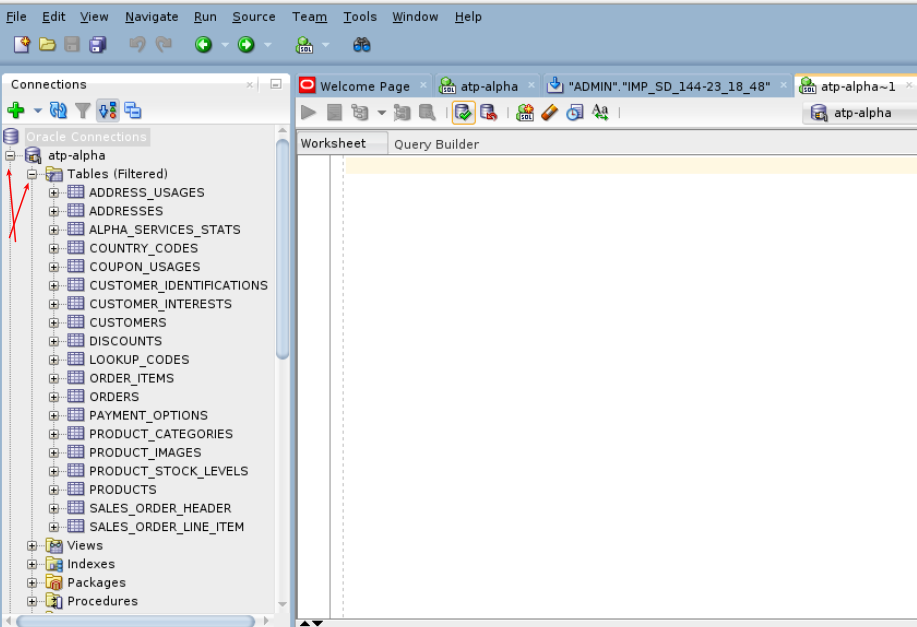 File Edit View Navigate Run Source Team Tools Window Help
Connections
Welcome Page atp-alpha "ADMIN"."IMP_SD_144-23_18_48" atp-alpha~1
atp-alpha
Worksheet Query Builder
Oracle Connections
atp-alpha
Tables (Filtered)
ADDRESS_USAGES
ADDRESSES
ALPHA_SERVICES_STATS
COUNTRY_CODES
COUPON_USAGES
CUSTOMER_IDENTIFICATIONS
CUSTOMER_INTERESTS
CUSTOMERS
DISCOUNTS
LOOKUP_CODES
ORDER_ITEMS
ORDERS
PAYMENT_OPTIONS
PRODUCT_CATEGORIES
PRODUCT_IMAGES
PRODUCT_STOCK_LEVELS
PRODUCTS
SALES_ORDER_HEADER
SALES_ORDER_LINE_ITEM
Views
Indexes
Packages
Procedures